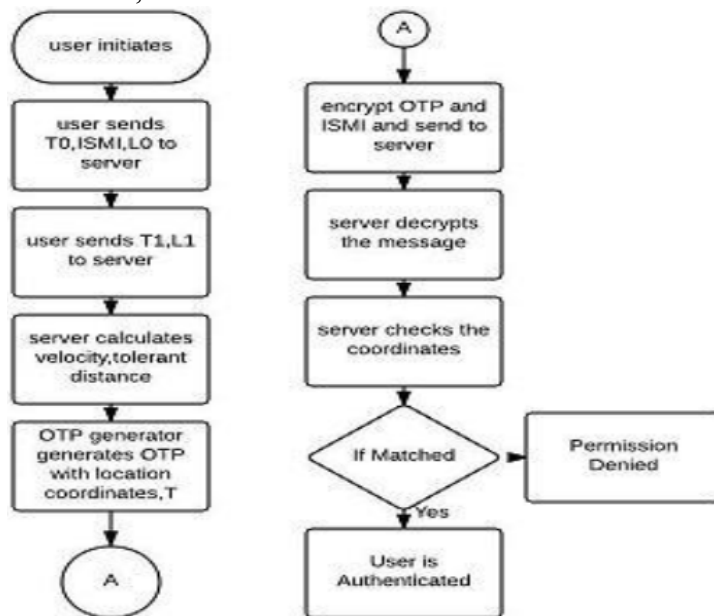 user initiates
user sends
T0,ISMI,L0 to
server
user sends T1,L1
to server
server calculates
velocity,tolerant
distance
OTP generator
generates OTP
with location
coordinates,T
A
A
encrypt OTP and
ISMI and send to
server
server decrypts
the message
server checks the
coordinates
If Matched
Permission
Denied
Yes
User is
Authenticated